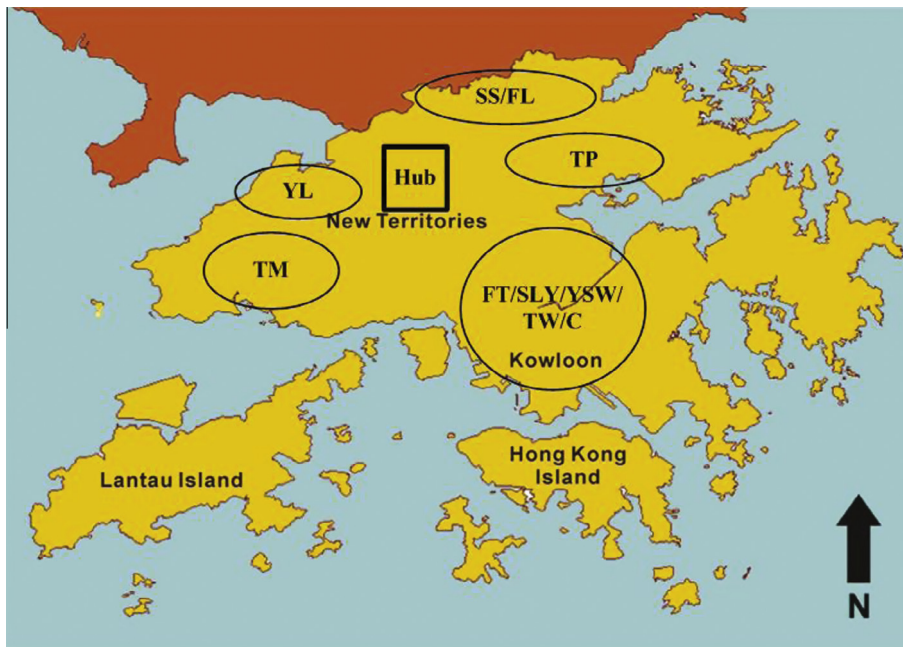 SS/FL
TP
Hub
YL
New Territories
TM
FT/SLY/YSW/
TW/C
Kowloon
Hong Kong
Island
Lantau Island
N